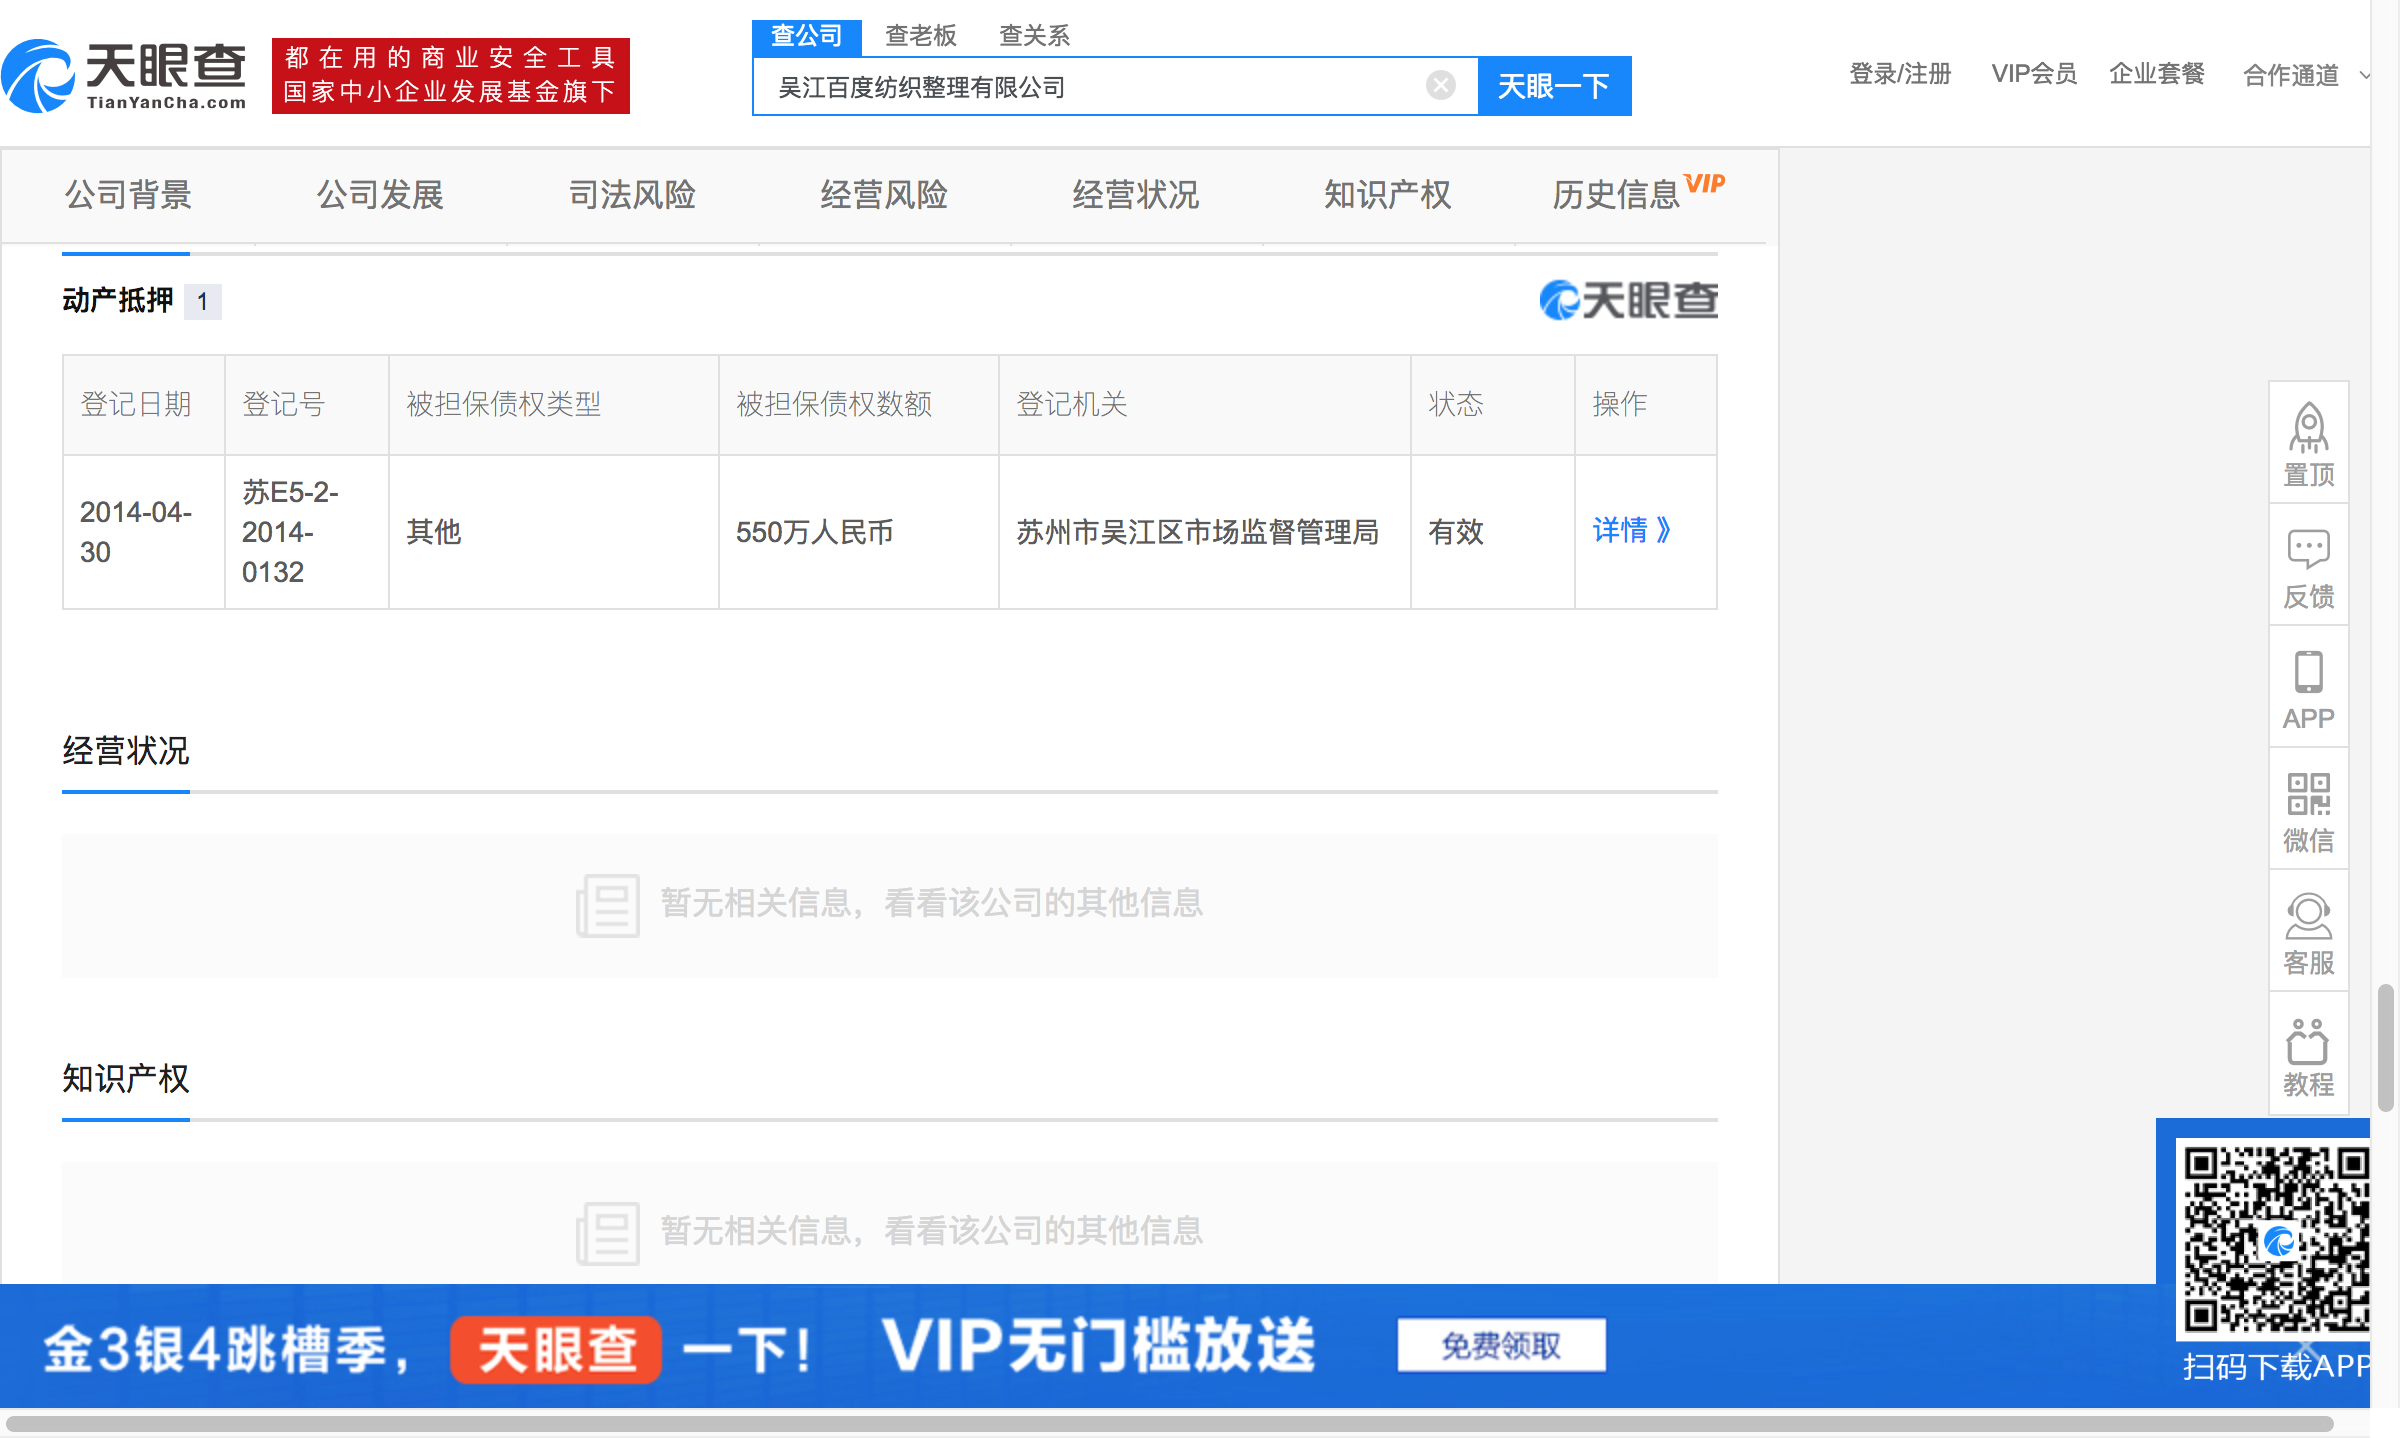 天眼查
TianYanCha.com
都在用的商业安全工具
国家中小企业发展基金旗下
查公司 查老板 查关系
吴江百度纺织整理有限公司
天眼一下
登录/注册 VIP会员 企业套餐 合作通道
公司背景 公司发展 司法风险 经营风险 经营状况 知识产权 历史信息 VIP
动产抵押 1
天眼查
登记日期 登记号 被担保债权类型 被担保债权数额 登记机关 状态 操作
2014-04-
30
苏E5-2-
2014-
0132
其他
550万人民币
苏州市吴江区市场监督管理局
有效
详情 》
经营状况
暂无相关信息，看看该公司的其他信息
知识产权
暂无相关信息，看看该公司的其他信息
置顶
反馈
APP
微信
客服
教程
金3银4跳槽季， 天眼查 一下！ VIP无门槛放送
免费领取
扫码下载APP